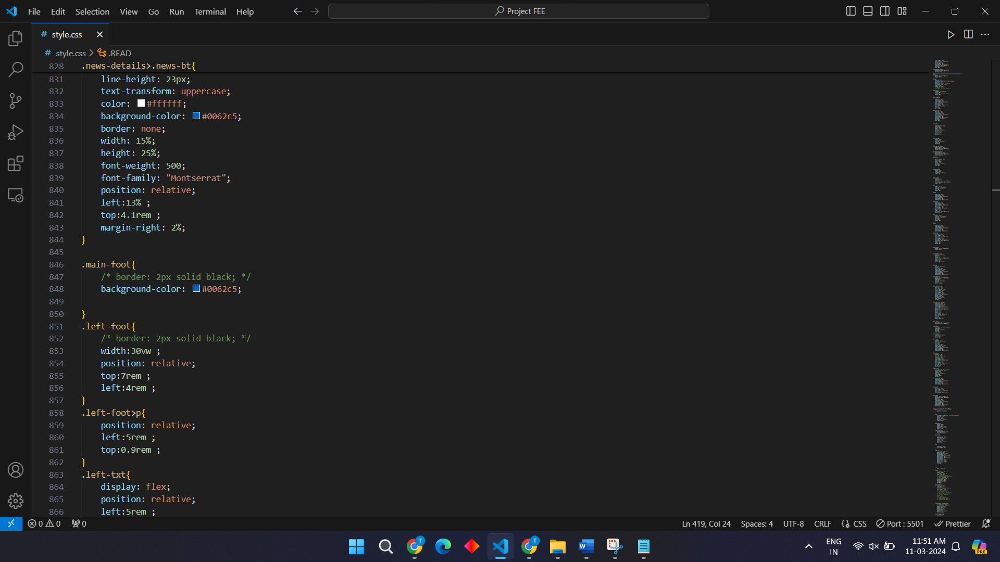 File Edit Selection View Go Run Terminal Help Project FEE
# style.css
# style.css > .READ
828 .news-details>.news-bt{
831 line-height: 23px;
832 text-transform: uppercase;
833 color: #ffffff;
834 background-color: #0062c5;
835 border: none;
836 width: 15%;
837 height: 25%;
838 font-weight: 500;
839 font-family: "Montserrat";
840 position: relative;
841 left:13% ;
842 top:4.1rem ;
843 margin-right: 2%;
844 }
845
846 .main-foot{
847 /* border: 2px solid black; */
848 background-color: #0062c5;
849
850 }
851 .left-foot{
852 /* border: 2px solid black; */
853 width:30vw ;
854 position: relative;
855 top:7rem ;
856 left:4rem ;
857 }
858 .left-foot>p{
859 position: relative;
860 left:5rem ;
861 top:0.9rem ;
862 }
863 .left-txt{
864 display: flex;
865 position: relative;
866 left:5rem ;
0 0 0 Ln 419, Col 24 Spaces: 4 UTF-8 CRLF {} CSS Port : 5501 Prettier
T W T PRE
ENG
IN
11:51 AM
11-03-2024